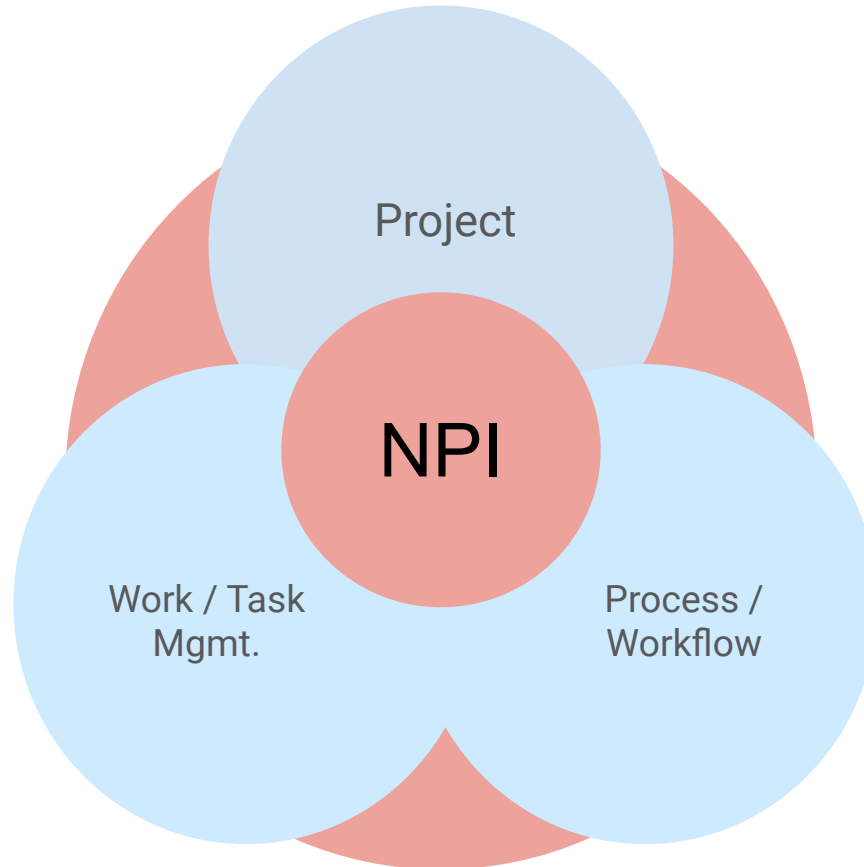 Project
NPI
Work / Task
Mgmt.
Process /
Workflow